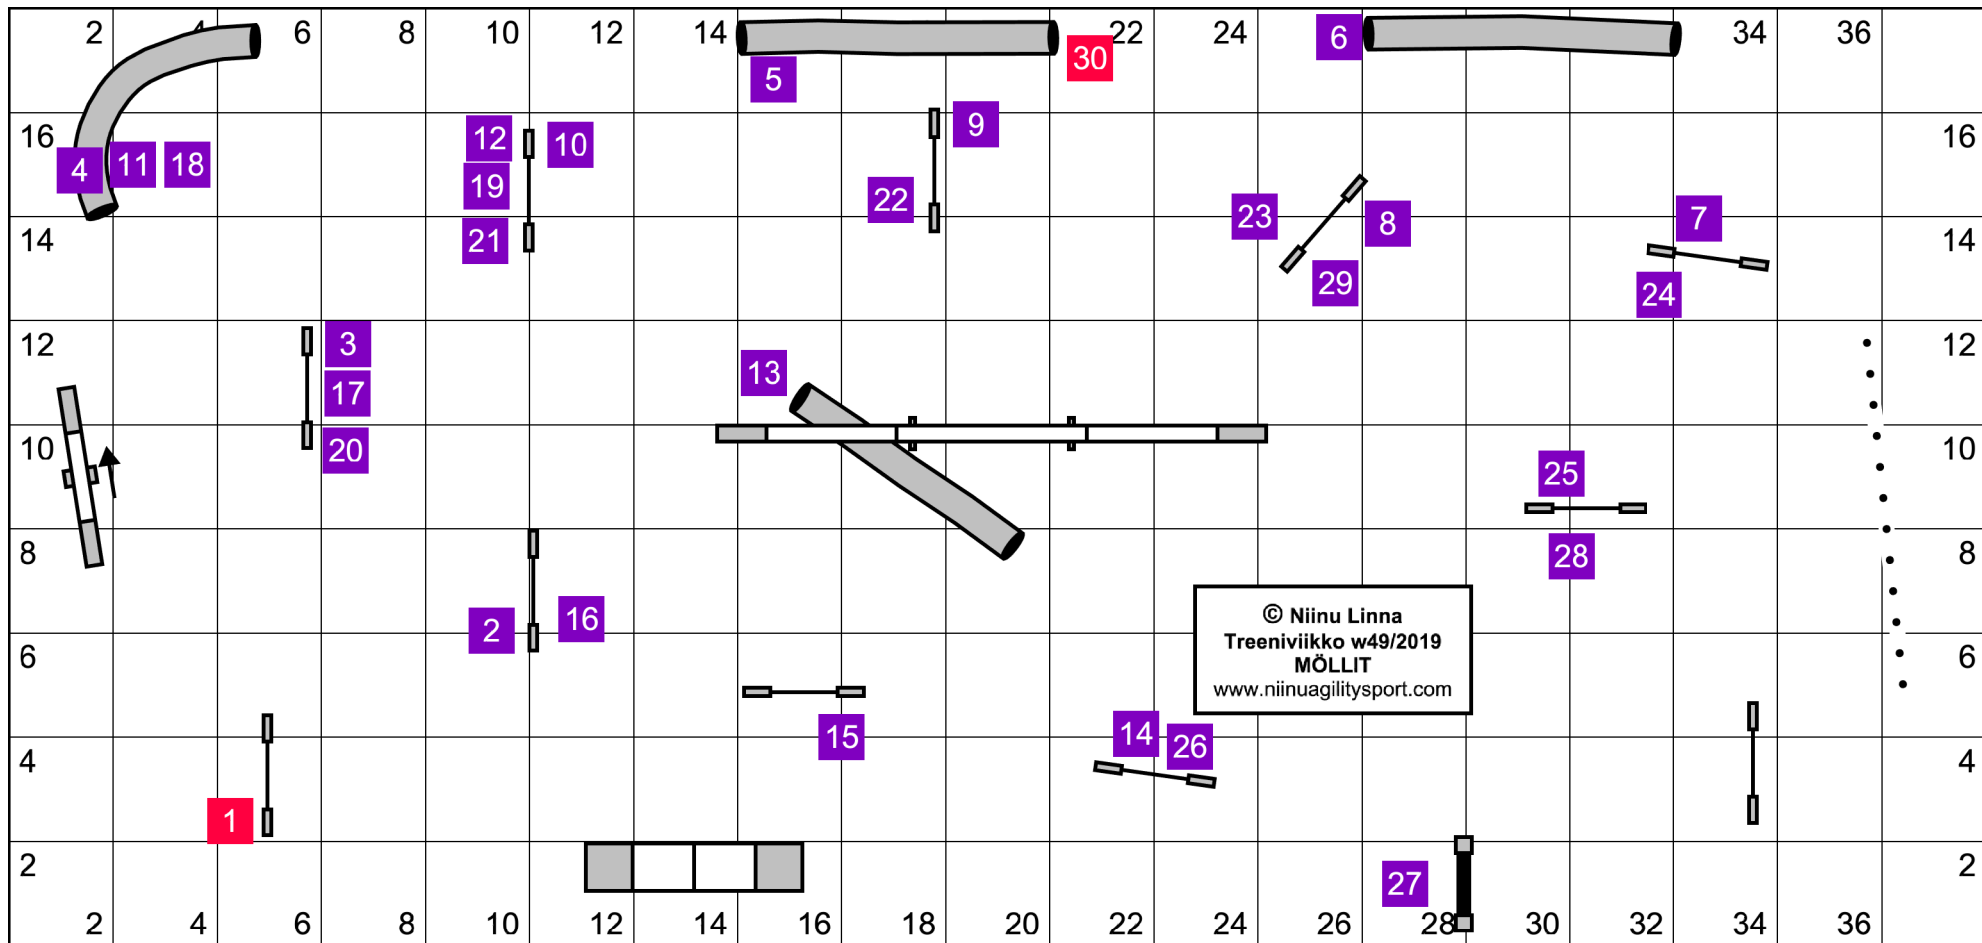 2 4 6 8 10 12 14 22 24 34 36
6
30
5
16 12 10 9 16
4 11 18
19
22 23 8 7
14 21 14
29 24
12 3 12
13
17
10 20 10
25
8 28 8
2 16
© Niinu Linna
Treeniviikko w49/2019
MÖLLIT
www.niinuagilitysport.com
6 6
15 14 26
4 4
1
2 27 2
2 4 6 8 10 12 14 16 18 20 22 24 26 28 30 32 34 36